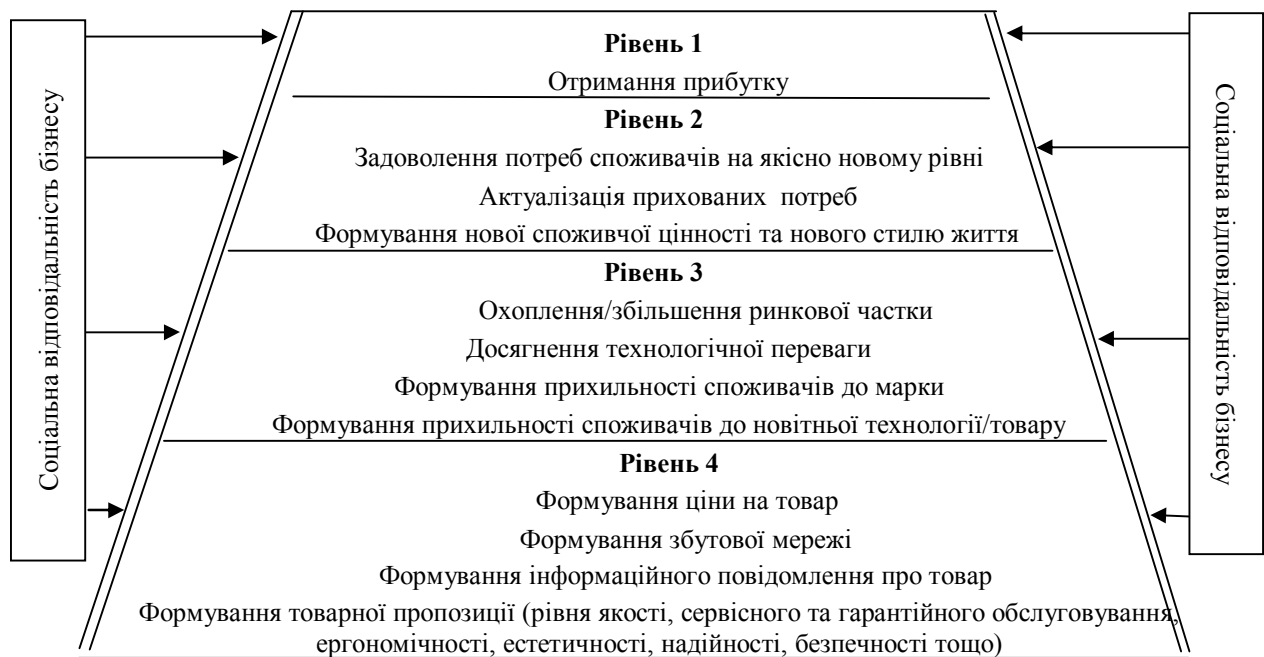 Соціальна відповідальність бізнесу
Рівень 1
Отримання прибутку
Рівень 2
Задоволення потреб споживачів на якісно новому рівні
Актуалізація прихованих потреб
Формування нової споживчої цінності та нового стилю життя
Рівень 3
Охоплення/збільшення ринкової частки
Досягнення технологічної переваги
Формування прихильності споживачів до марки
Формування прихильності споживачів до новітньої технології/товару
Рівень 4
Формування ціни на товар
Формування збутової мережі
Формування інформаційного повідомлення про товар
Формування товарної пропозиції (рівня якості, сервісного та гарантійного обслуговування,
ергономічності, естетичності, надійності, безпечності тощо)
Соціальна відповідальність бізнесу